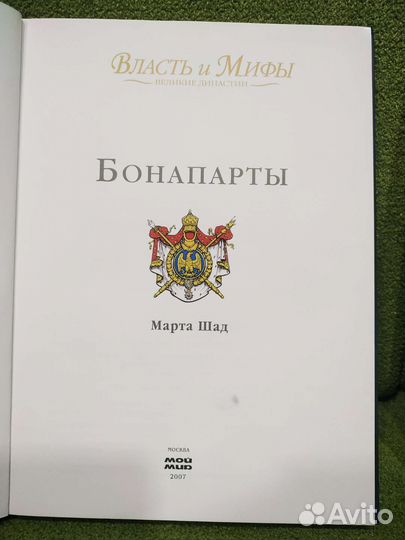 Власть и Мифы
ВЕЛИКИЕ ДИНАСТИИ
БОНАПАРТЫ
Марта Шад
МОСКВА
мой
мир
2007
Avito